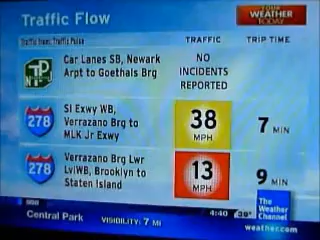 Traffic Flow
YOUR
WEATHER
TODAY
Traffic from: Traffic Pulse
TRAFFIC
TRIP TIME
Car Lanes SB, Newark
Arpt to Goethals Brg
NO
INCIDENTS
REPORTED
278
SI Exwy WB,
Verrazano Brg to
MLK Jr Exwy
38
MPH
7 MIN
278
Verrazano Brg Lwr
LvlWB, Brooklyn to
Staten Island
13
MPH
9 MIN
NOW
4:40
38°
Central Park
VISIBILITY: 7 MI
The
Weather
Channel
weather.com